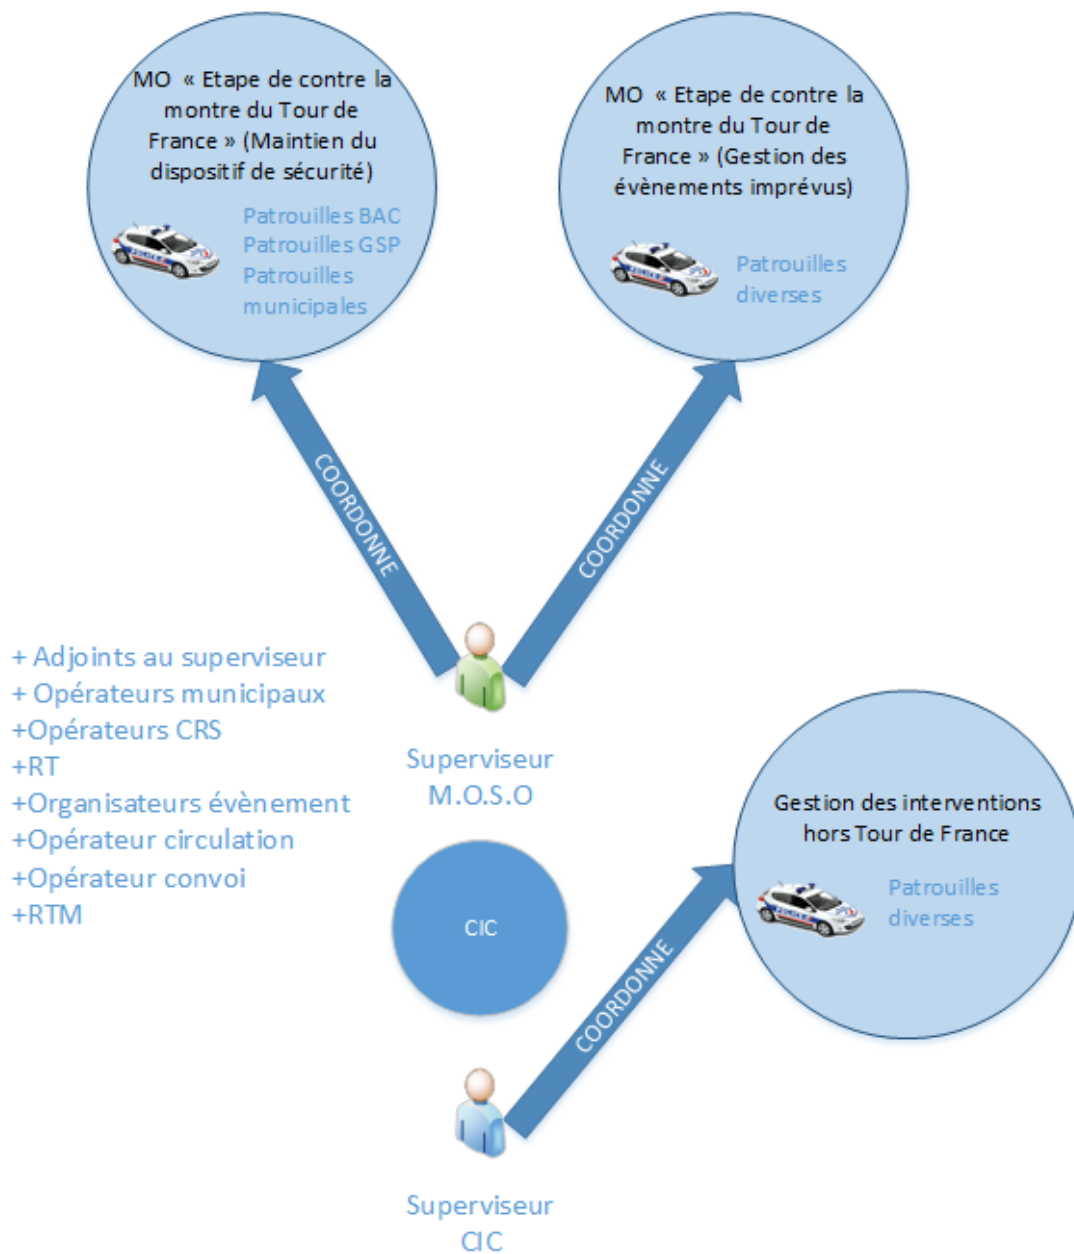 MO « Etape de contre la
montre du Tour de
France » (Maintien du
dispositif de sécurité)
Patrouilles BAC
Patrouilles GSP
Patrouilles
municipales
POLICE
MO « Etape de contre la
montre du Tour de
France » (Gestion des
évènements imprévus)
Patrouilles
diverses
POLICE
COORDONNE
COORDONNE
+ Adjoints au superviseur
+ Opérateurs municipaux
+Opérateurs CRS
+RT
+Organisateurs évènement
+Opérateur circulation
+Opérateur convoi
+RTM
Superviseur
M.O.S.O
Gestion des interventions
hors Tour de France
Patrouilles
diverses
POLICE
CIC
COORDONNE
Superviseur
CIC